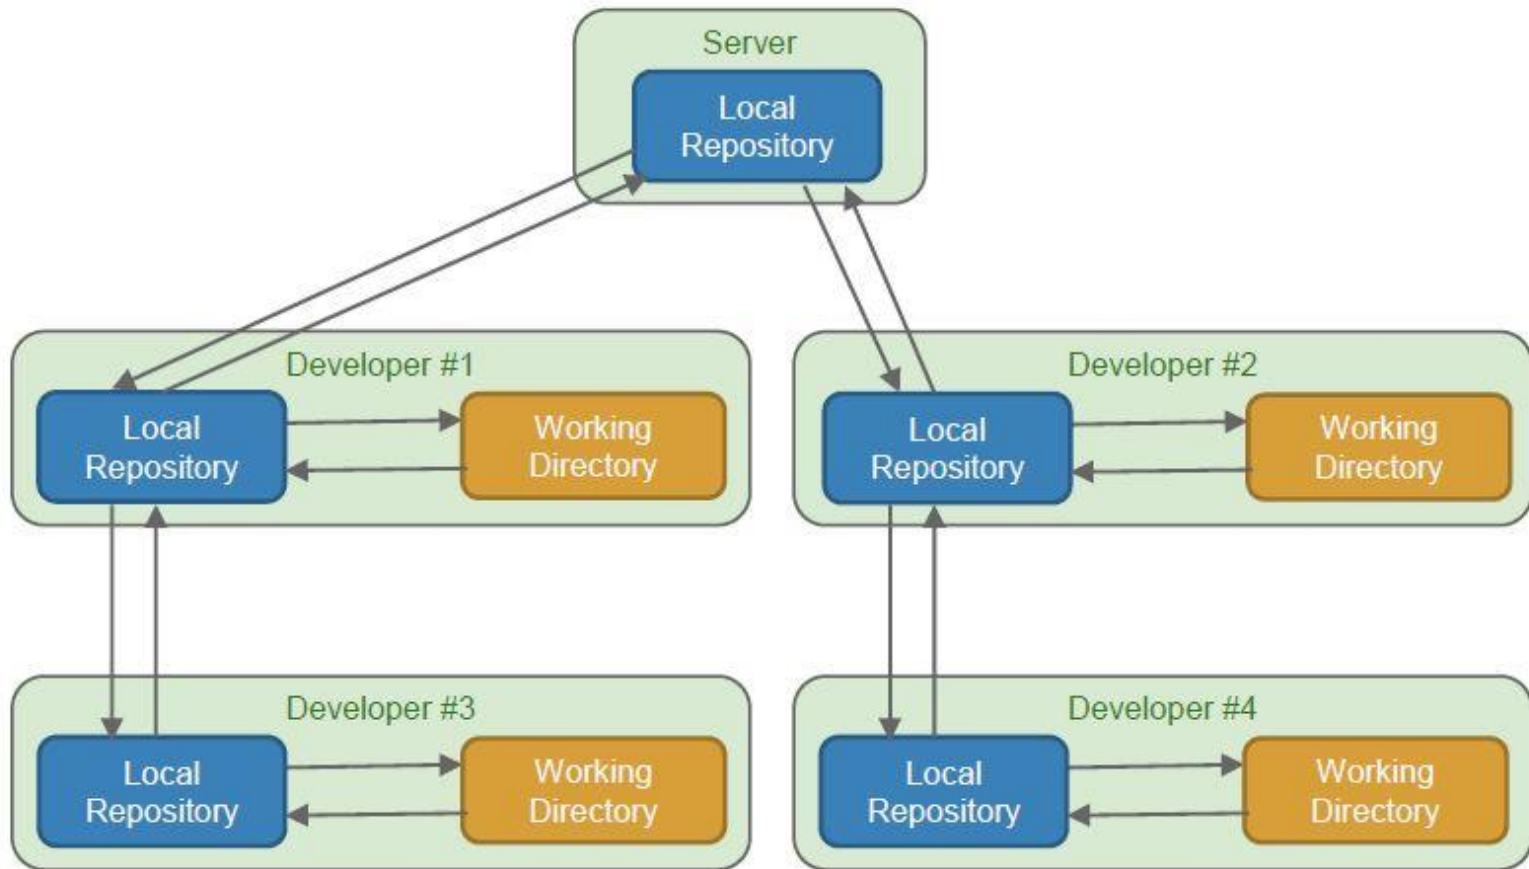 Server
Local
Repository
Developer #1
Local
Repository
Working
Directory
Developer #2
Local
Repository
Working
Directory
Developer #3
Local
Repository
Working
Directory
Developer #4
Local
Repository
Working
Directory